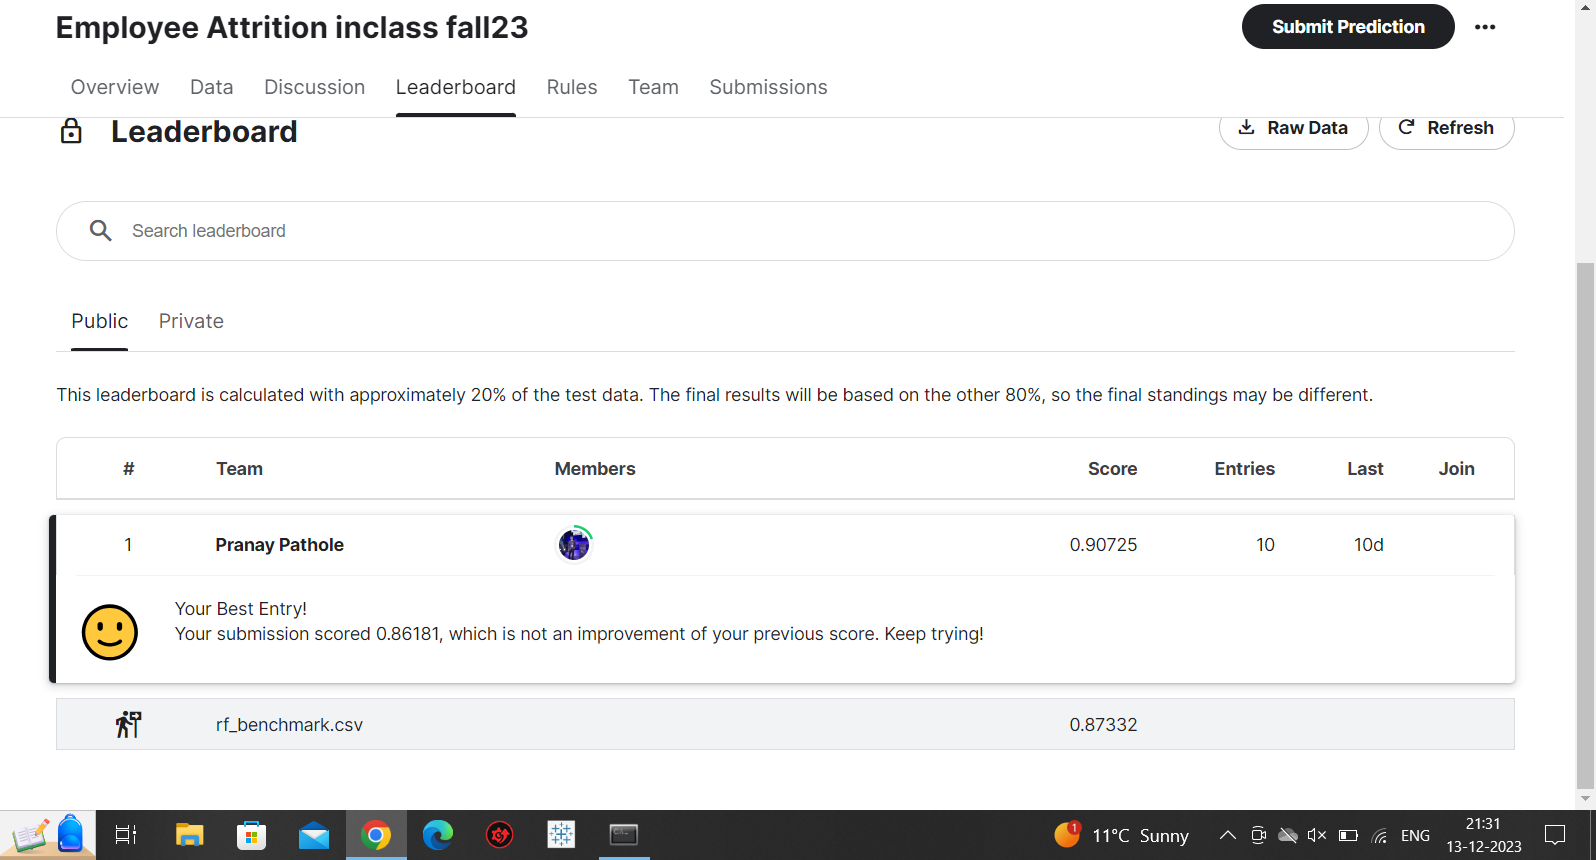 Employee Attrition inclass fall23
Submit Prediction
Overview Data Discussion Leaderboard Rules Team Submissions
Leaderboard
Raw Data
Refresh
Search leaderboard
Public Private
This leaderboard is calculated with approximately 20% of the test data. The final results will be based on the other 80%, so the final standings may be different.
# Team Members Score Entries Last Join
1 Pranay Pathole 0.90725 10 10d
Your Best Entry!
Your submission scored 0.86181, which is not an improvement of your previous score. Keep trying!
rf_benchmark.csv 0.87332
1
11°C Sunny
ENG
21:31
13-12-2023